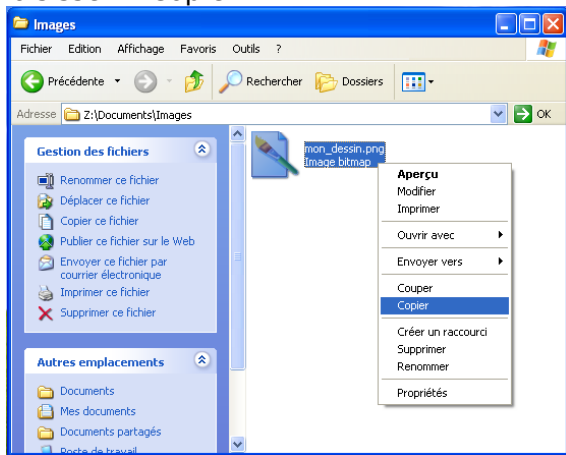 Images
Fichier Edition Affichage Favoris Outils ?
Précédente Rechercher Dossiers
Adresse Z:\Documents\Images OK
Gestion des fichiers
Renommer ce fichier
Déplacer ce fichier
Copier ce fichier
Publier ce fichier sur le Web
Envoyer ce fichier par
courrier électronique
Imprimer ce fichier
Supprimer ce fichier
Autres emplacements
Documents
Mes documents
Documents partagés
Poste de travail
mon_dessin.png
Image bitmap
Aperçu
Modifier
Imprimer
Ouvrir avec
Envoyer vers
Couper
Copier
Créer un raccourci
Supprimer
Renommer
Propriétés